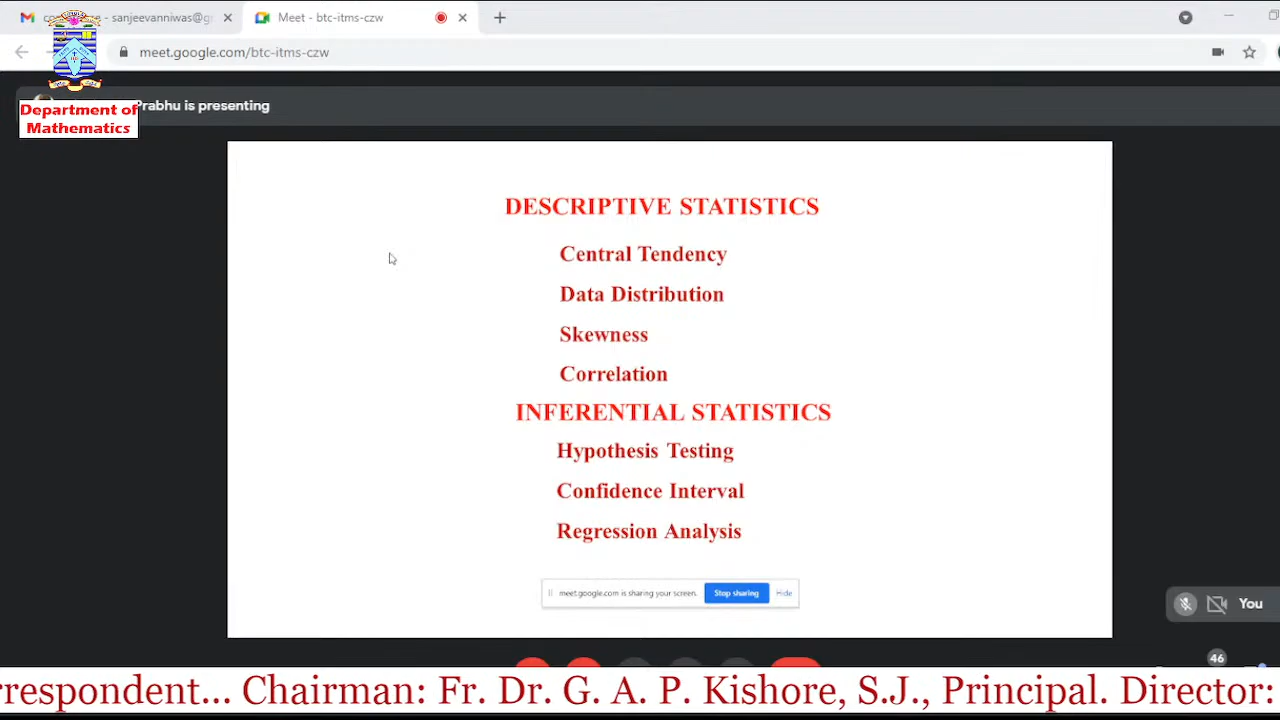 sanjeevanniwas@g
Meet - btc-itms-czw
meet.google.com/btc-itms-czw
Department of
Mathematics
Prabhu is presenting
DESCRIPTIVE STATISTICS
Central Tendency
Data Distribution
Skewness
Correlation
INFERENTIAL STATISTICS
Hypothesis Testing
Confidence Interval
Regression Analysis
meet.google.com is sharing your screen. Stop sharing Hide
You
46
rrespondent... Chairman: Fr. Dr. G. A. P. Kishore, S.J., Principal. Director: